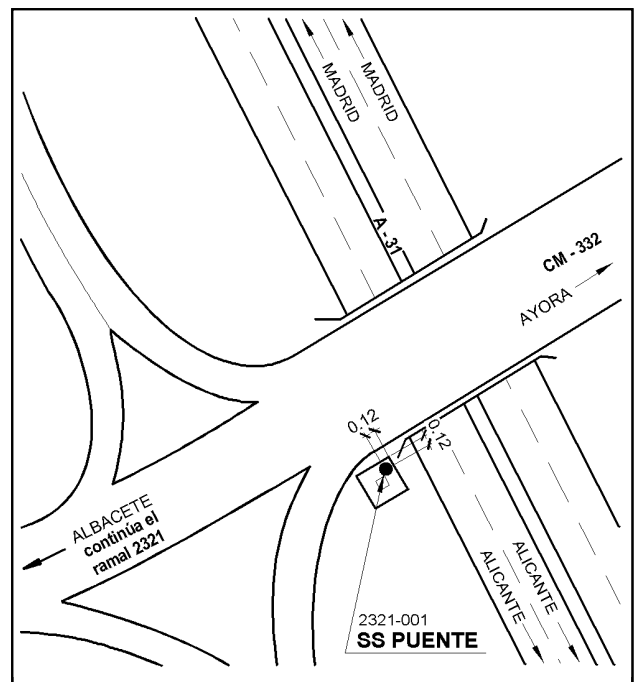 MADRID
MADRID
A - 31
CM - 332
AYORA
0.12
0.12
ALBACETE
continúa el
ramal 2321
ALICANTE
ALICANTE
2321-001
SS PUENTE